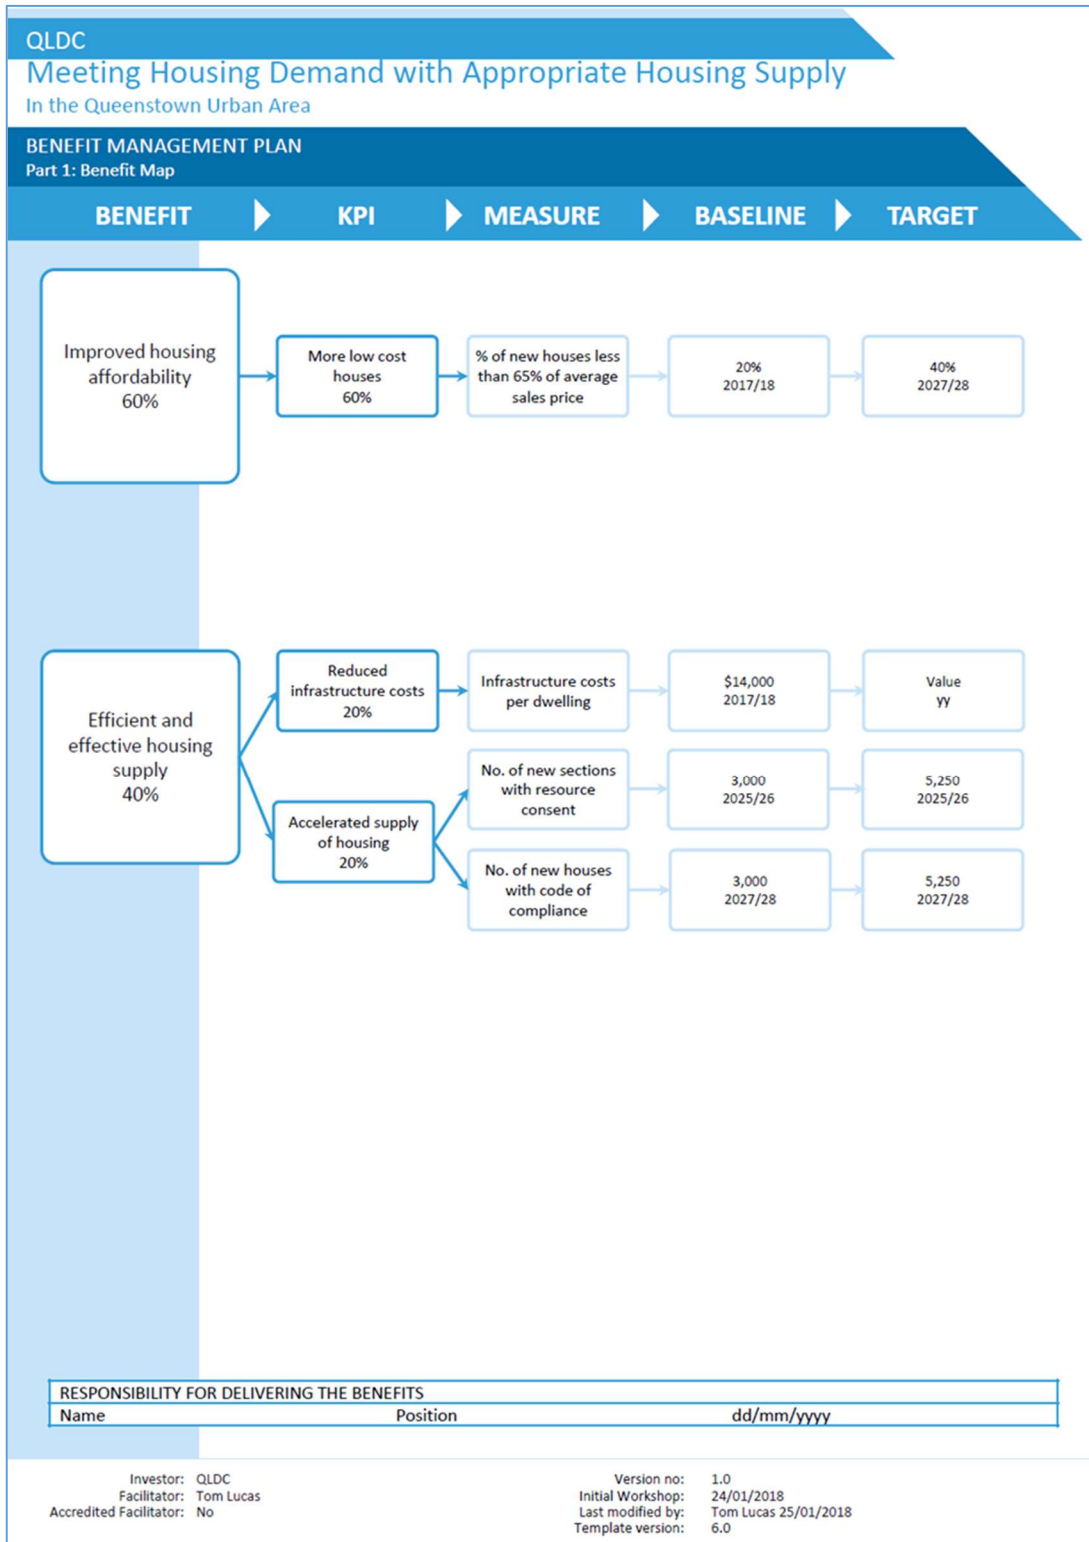 QLDC
Meeting Housing Demand with Appropriate Housing Supply
In the Queenstown Urban Area
BENEFIT MANAGEMENT PLAN
Part 1: Benefit Map
BENEFIT
KPI
MEASURE
BASELINE
TARGET
Improved housing
affordability
60%
More low cost
houses
60%
% of new houses less
than 65% of average
sales price
20%
2017/18
40%
2027/28
Efficient and
effective housing
supply
40%
Reduced
infrastructure costs
20%
Infrastructure costs
per dwelling
$14,000
2017/18
Value
yy
Accelerated supply
of housing
20%
No. of new sections
with resource
consent
3,000
2025/26
5,250
2025/26
No. of new houses
with code of
compliance
3,000
2027/28
5,250
2027/28
RESPONSIBILITY FOR DELIVERING THE BENEFITS
Name Position dd/mm/yyyy
Investor: QLDC
Facilitator: Tom Lucas
Accredited Facilitator: No
Version no: 1.0
Initial Workshop: 24/01/2018
Last modified by: Tom Lucas 25/01/2018
Template version: 6.0